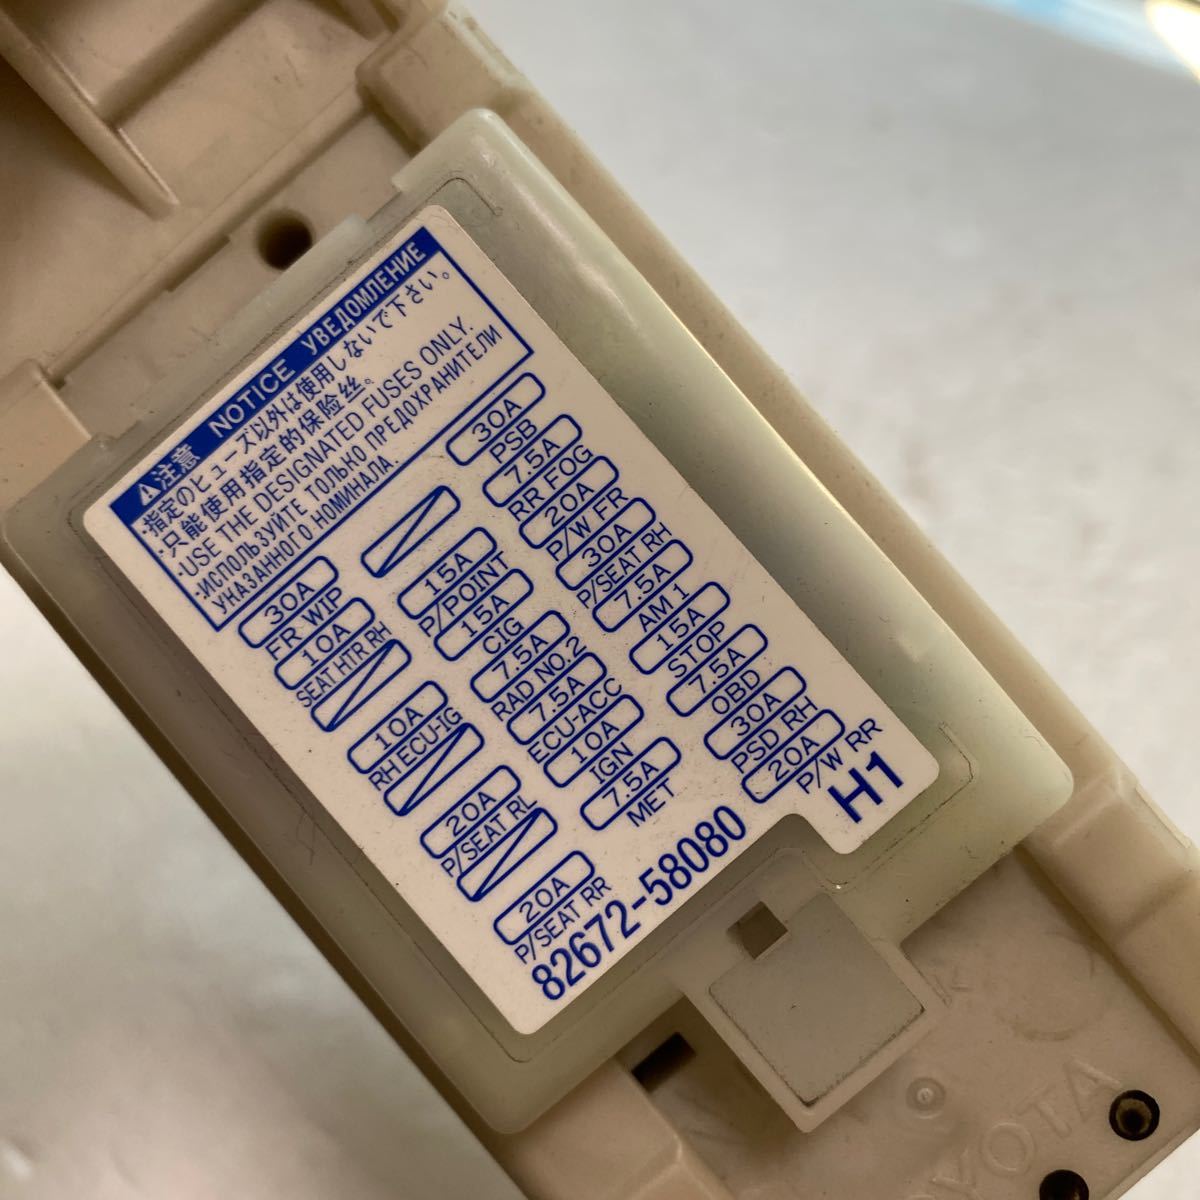 ⚠注意 NOTICE УВЕДОМЛЕНИЕ
・指定のヒューズ以外は使用しないで下さい。
・只能使用指定的保险丝。
・USE THE DESIGNATED FUSES ONLY.
・ИСПОЛЬЗУЙТЕ ТОЛЬКО ПРЕДОХРАНИТЕЛИ
УКАЗАННОГО НОМИНАЛА.
30A
FR WIP
10A
SEAT HTR RH
10A
RH ECU-IG
20A
P/SEAT RL
20A
P/SEAT RR
15A
P/POINT
15A
CIG
7.5A
RAD NO.2
7.5A
ECU-ACC
10A
IGN
7.5A
MET
30A
PSB
7.5A
RR FOG
20A
P/W FR
30A
P/SEAT RH
7.5A
AM 1
15A
STOP
7.5A
OBD
30A
PSD RH
20A
P/W RR
82672-58080
H1
TOYOTA